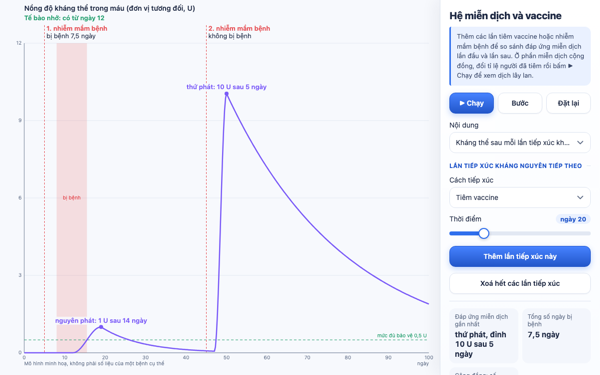 Nồng độ kháng thể trong máu (đơn vị tương đối, U)
Tế bào nhớ: có từ ngày 12
1. nhiễm mầm bệnh
bị bệnh 7,5 ngày
2. nhiễm mầm bệnh
không bị bệnh
12
9
6
3
0
thứ phát: 10 U sau 5 ngày
bị bệnh
nguyên phát: 1 U sau 14 ngày
mức đủ bảo vệ 0,5 U
0
10
20
30
40
50
60
70
80
90
100
Mô hình minh hoạ, không phải số liệu của một bệnh cụ thể
ngày
Hệ miễn dịch và vaccine
Thêm các lần tiêm vaccine hoặc nhiễm
mầm bệnh để so sánh đáp ứng miễn dịch
lần đầu và lần sau. Ở phần miễn dịch cộng
đồng, đổi tỉ lệ người đã tiêm rồi bấm ▶
Chạy để xem dịch lây lan.
▶ Chạy
Bước
Đặt lại
Nội dung
Kháng thể sau mỗi lần tiếp xúc kh...
LẦN TIẾP XÚC KHÁNG NGUYÊN TIẾP THEO
Cách tiếp xúc
Tiêm vaccine
Thời điểm
ngày 20
Thêm lần tiếp xúc này
Xoá hết các lần tiếp xúc
Đáp ứng miễn dịch
gần nhất
thứ phát, đỉnh
10 U sau 5
ngày
Tổng số ngày bị
bệnh
7,5 ngày